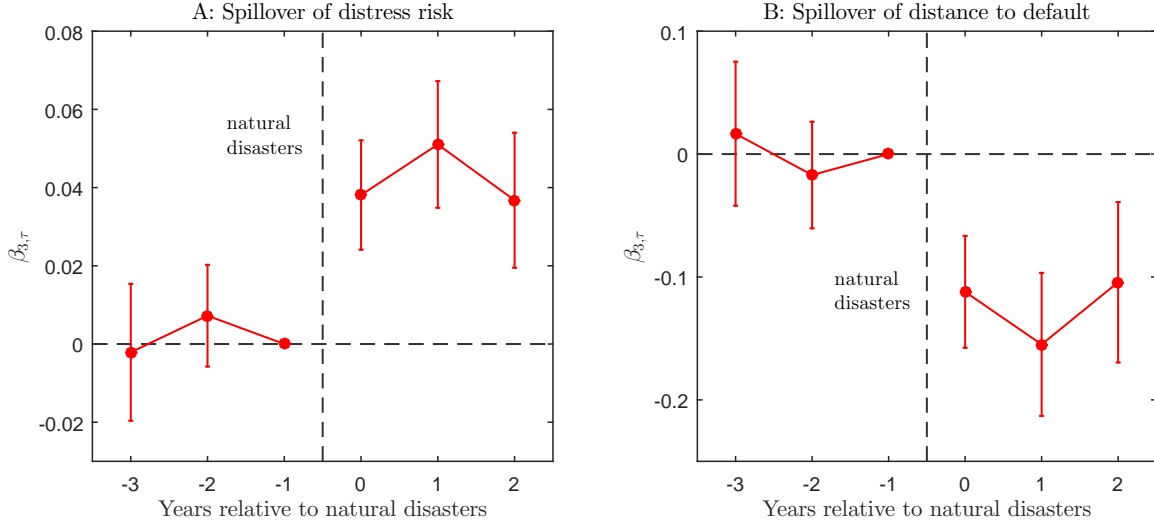 A: Spillover of distress risk
0.08
0.06
0.04
0.02
0
-0.02
β3,τ
natural
disasters
-3 -2 -1 0 1 2
Years relative to natural disasters
B: Spillover of distance to default
0.1
0
-0.1
-0.2
β3,τ
natural
disasters
-3 -2 -1 0 1 2
Years relative to natural disasters